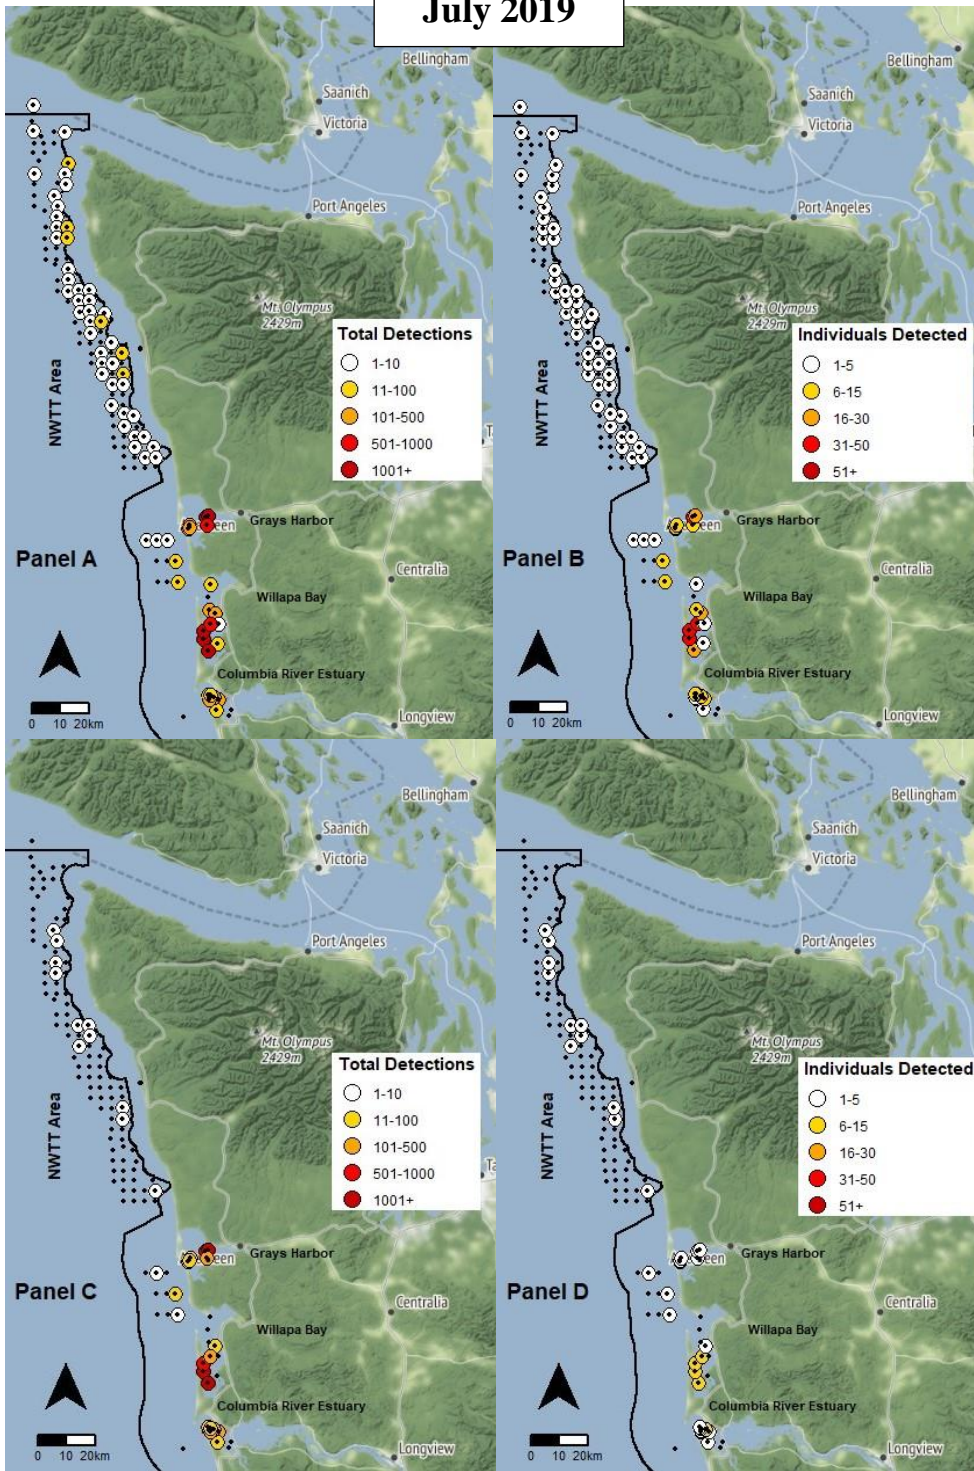 July 2019
Bellingham
Saanich
Victoria
Port Angeles
Mt. Olympus
2429m
Total Detections
1-10
11-100
101-500
501-1000
1001+
NWTT Area
Grays Harbor
Panel A
Centralia
Willapa Bay
Columbia River Estuary
0 10 20km
Longview
Bellingham
Saanich
Victoria
Port Angeles
Mt. Olympus
2429m
Individuals Detected
1-5
6-15
16-30
31-50
51+
NWTT Area
Grays Harbor
Panel B
Centralia
Willapa Bay
Columbia River Estuary
0 10 20km
Longview
Bellingham
Saanich
Victoria
Port Angeles
Mt. Olympus
2429m
Total Detections
1-10
11-100
101-500
501-1000
1001+
NWTT Area
Grays Harbor
Panel C
Centralia
Willapa Bay
Columbia River Estuary
0 10 20km
Longview
Bellingham
Saanich
Victoria
Port Angeles
Mt. Olympus
2429m
Individuals Detected
1-5
6-15
16-30
31-50
51+
NWTT Area
Grays Harbor
Panel D
Centralia
Willapa Bay
Columbia River Estuary
0 10 20km
Longview